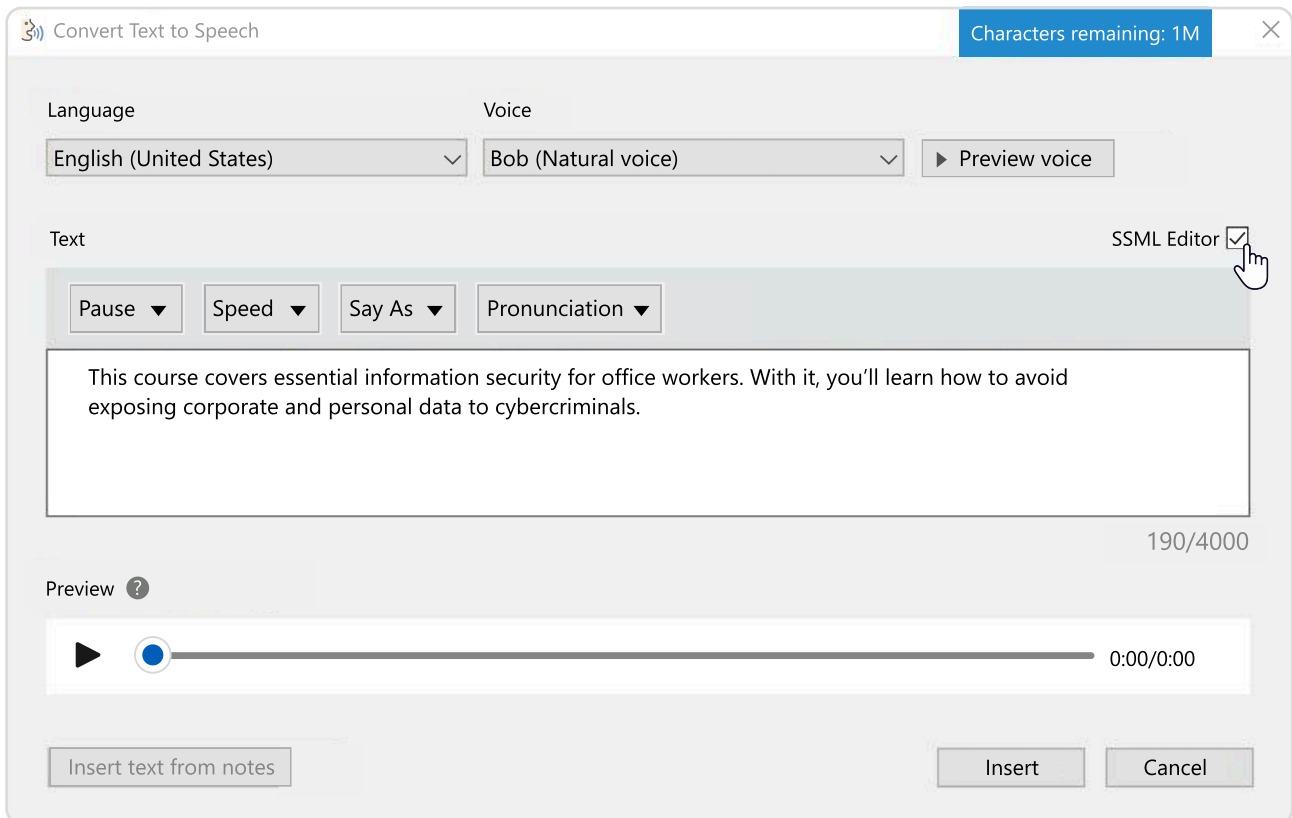 Convert Text to Speech
Characters remaining: 1M
Language
Voice
English (United States)
Bob (Natural voice)
Preview voice
Text
SSML Editor
Pause
Speed
Say As
Pronunciation
This course covers essential information security for office workers. With it, you’ll learn how to avoid
exposing corporate and personal data to cybercriminals.
190/4000
Preview ?
0:00/0:00
Insert text from notes
Insert
Cancel